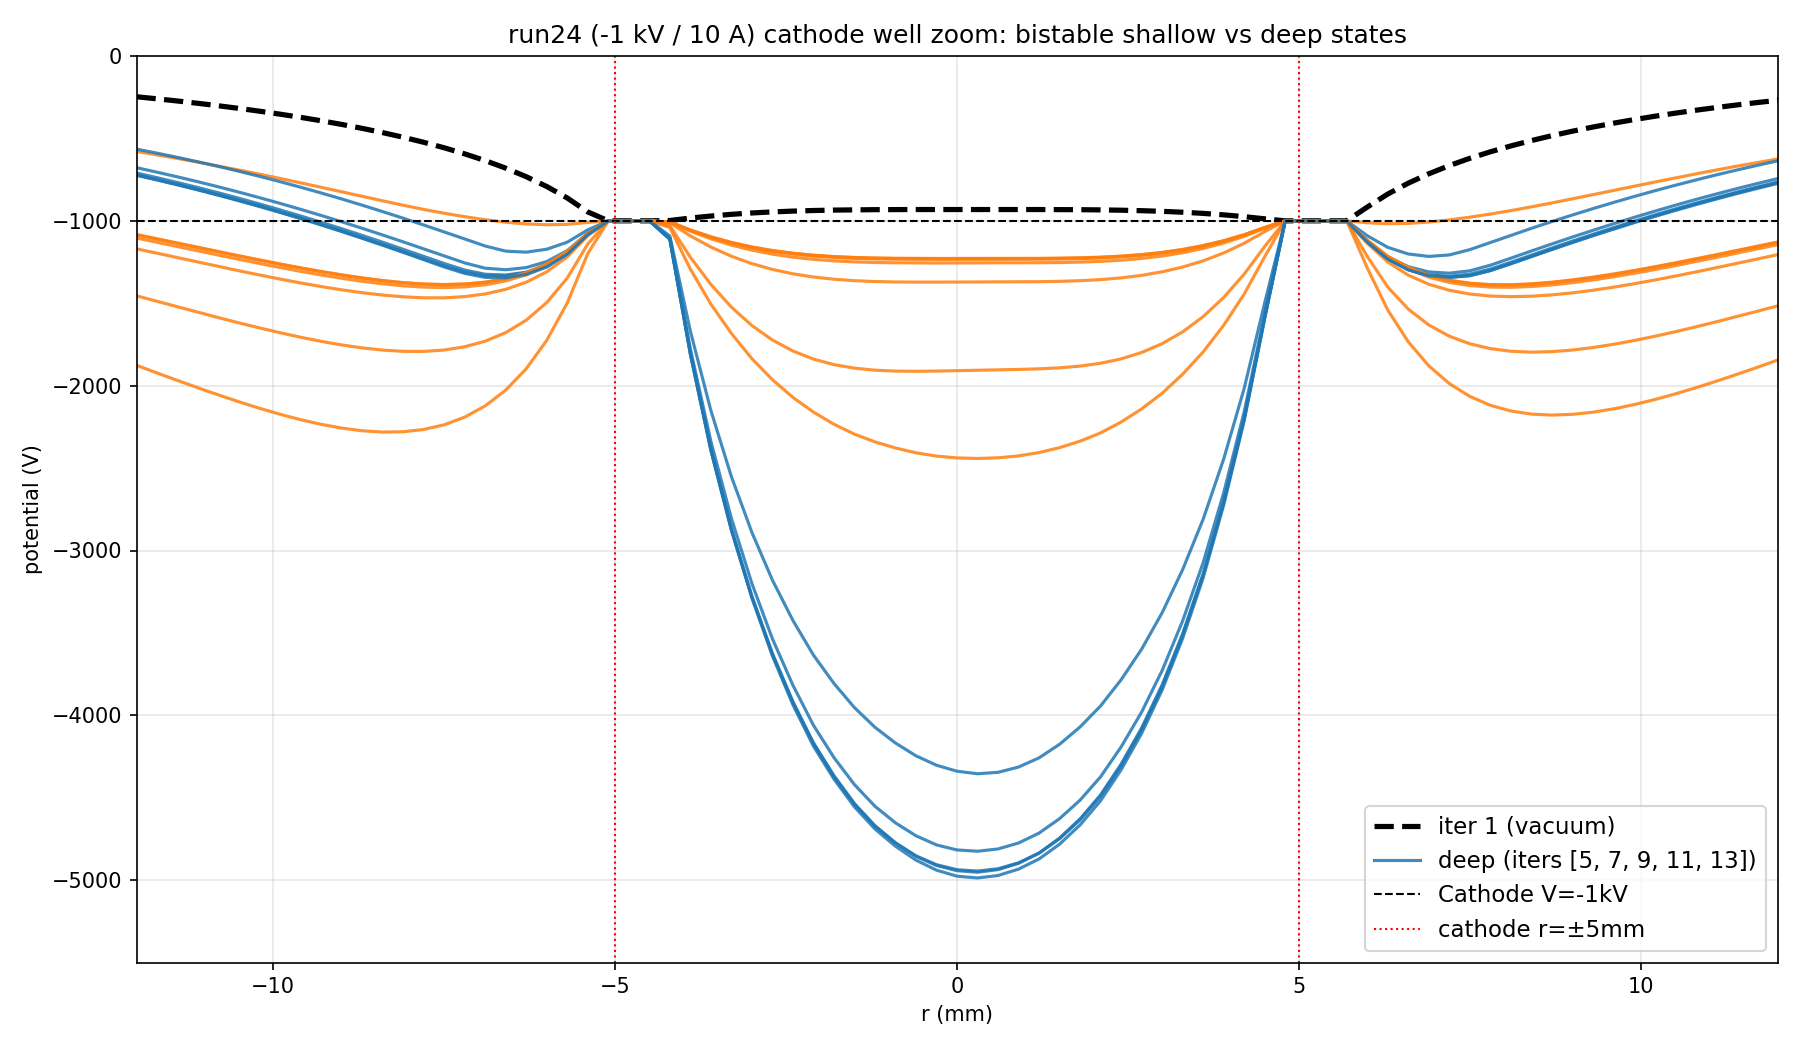 run24 (-1 kV / 10 A) cathode well zoom: bistable shallow vs deep states
0
−1000
−2000
−3000
−4000
−5000
potential (V)
−10
−5
0
5
10
r (mm)
iter 1 (vacuum)
deep (iters [5, 7, 9, 11, 13])
Cathode V=-1kV
cathode r=±5mm